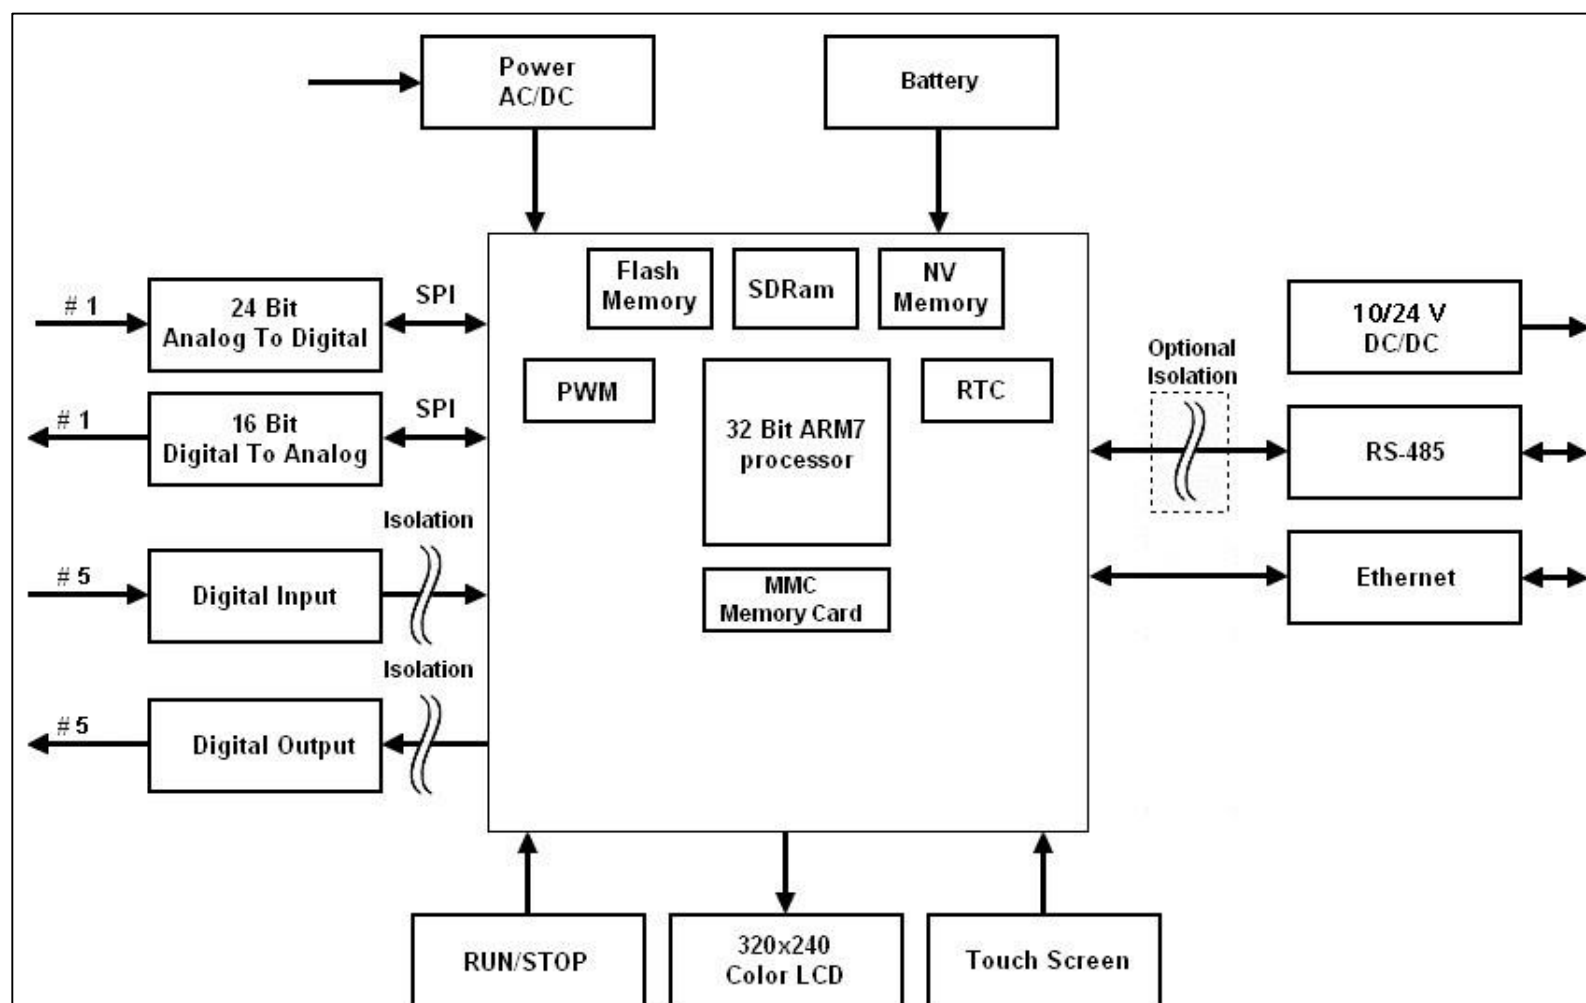 Power
AC/DC
Battery
Flash
Memory
SDRam
NV
Memory
# 1
24 Bit
Analog To Digital
SPI
10/24 V
DC/DC
Optional
Isolation
PWM
RTC
# 1
16 Bit
Digital To Analog
SPI
32 Bit ARM7
processor
RS-485
Isolation
# 5
Digital Input
MMC
Memory Card
Ethernet
Isolation
# 5
Digital Output
RUN/STOP
320x240
Color LCD
Touch Screen